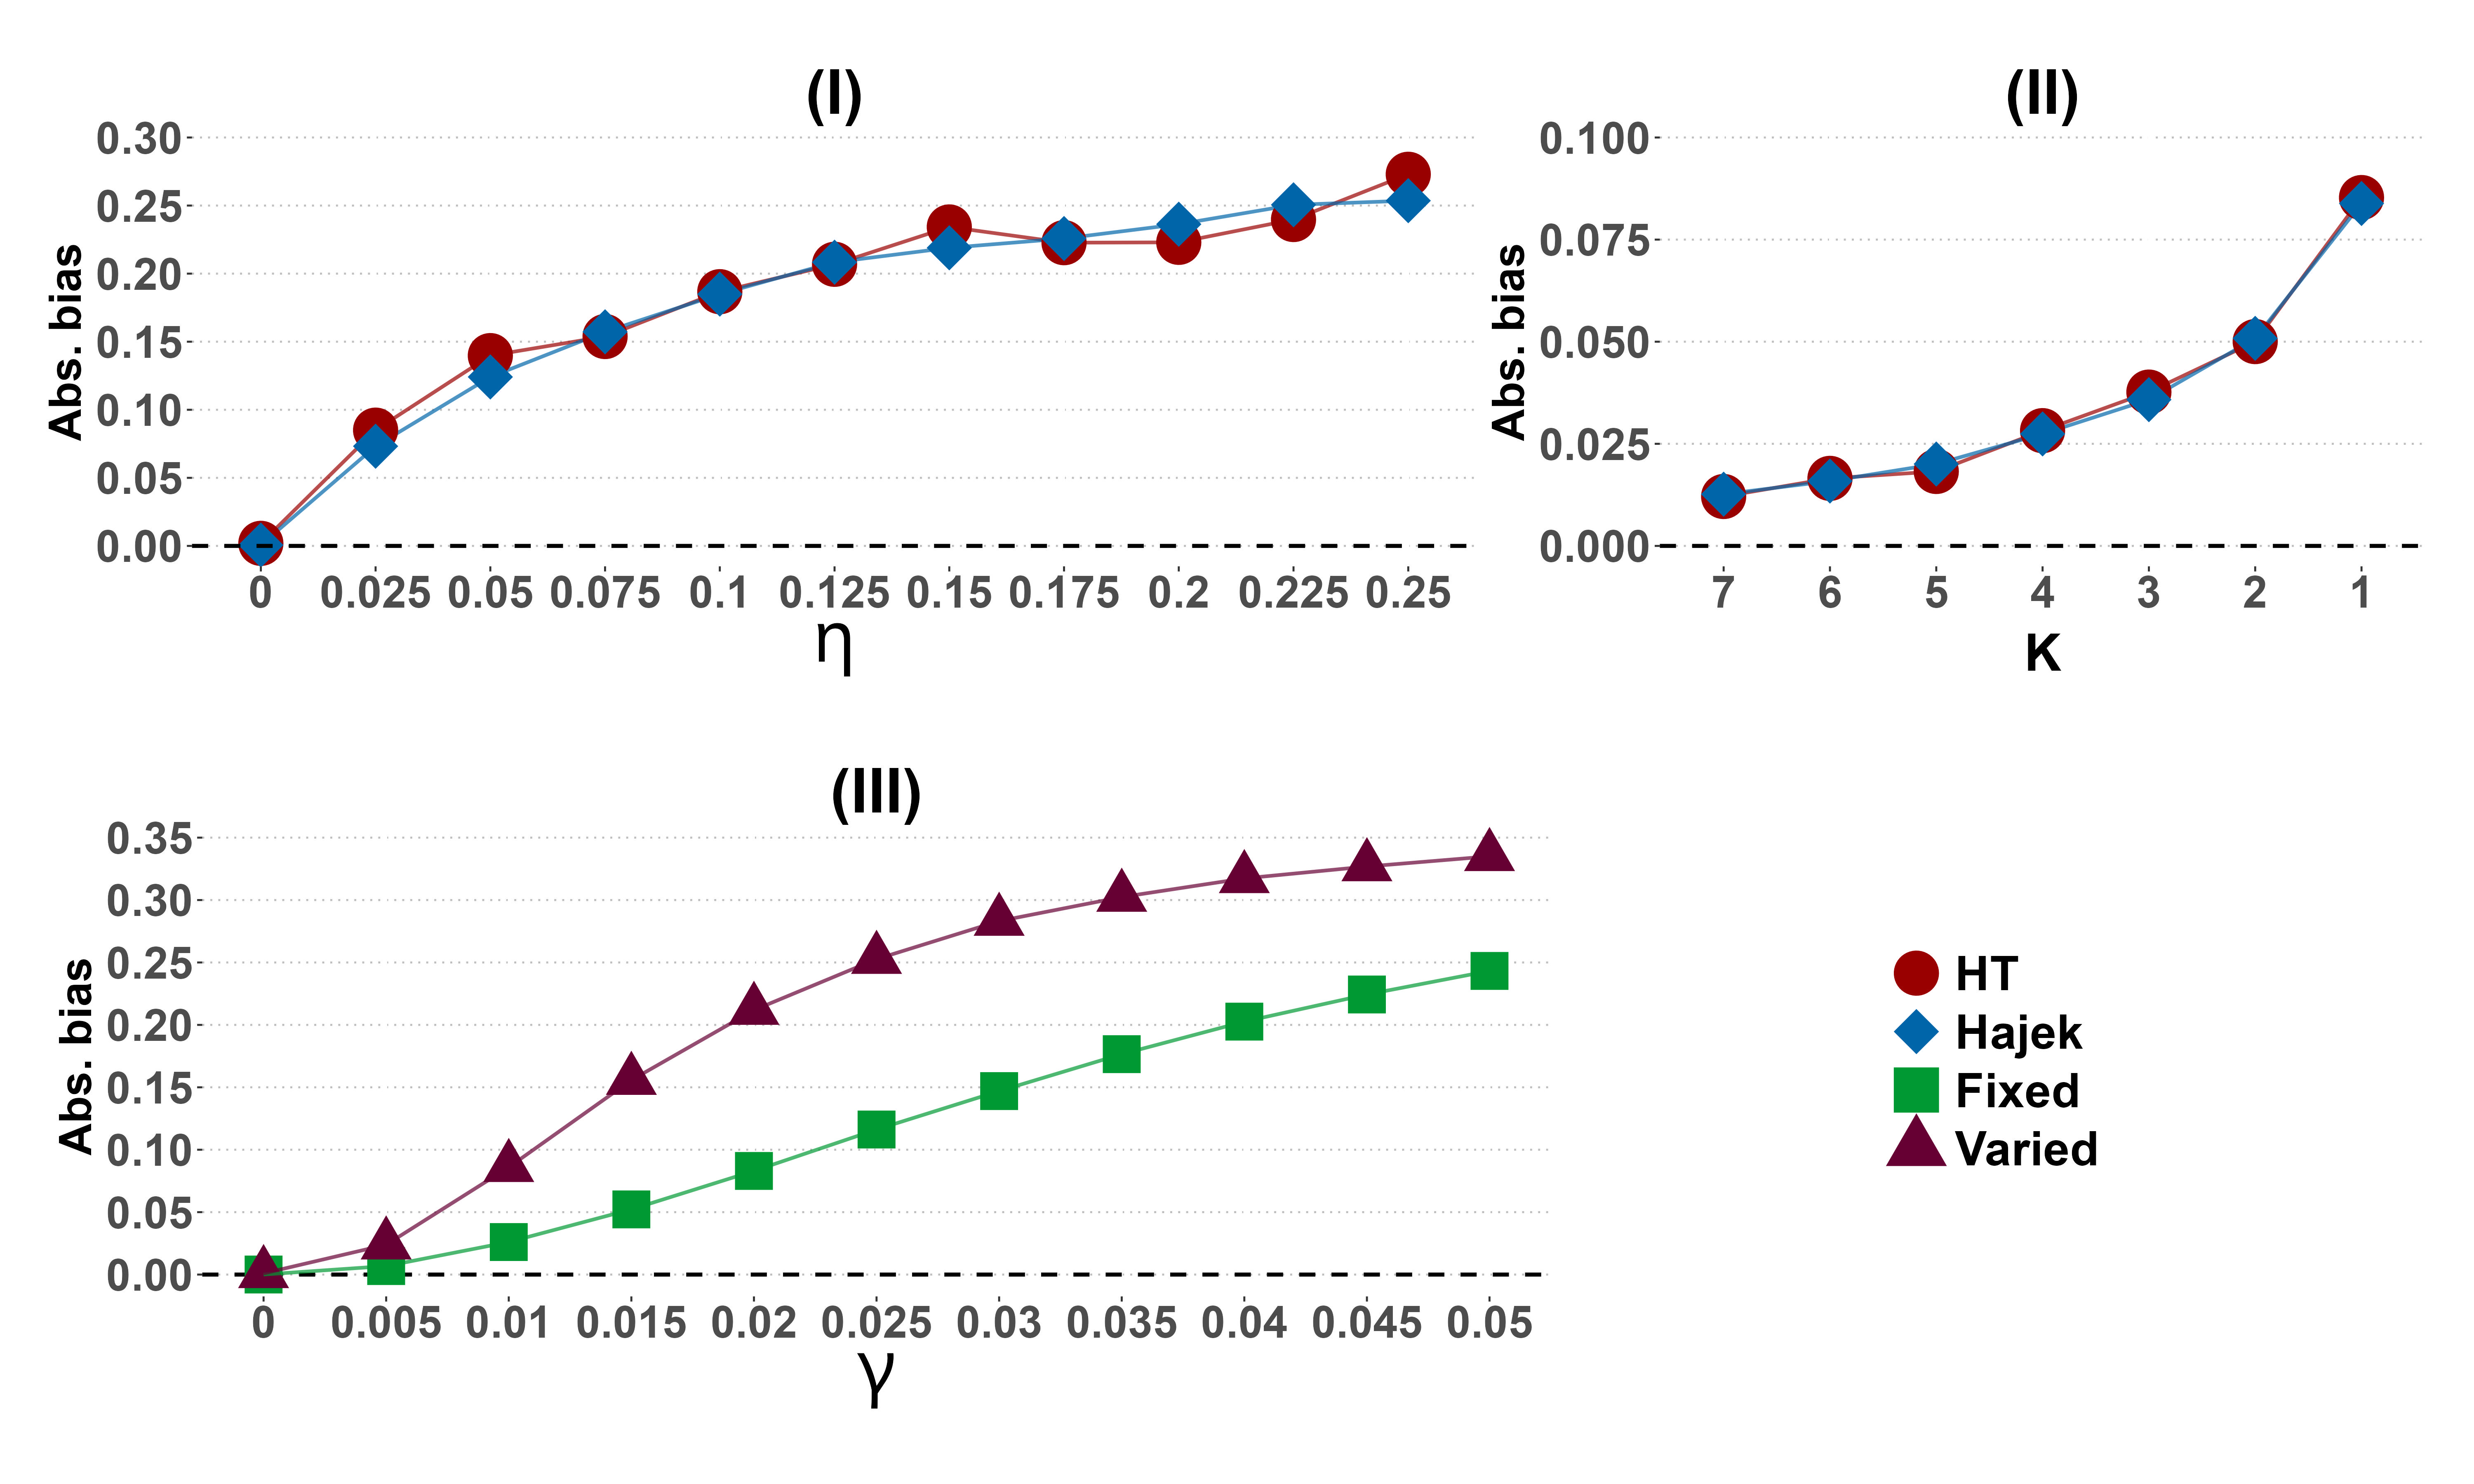 (I)
Abs. bias
0.30
0.25
0.20
0.15
0.10
0.05
0.00
0 0.025 0.05 0.075 0.1 0.125 0.15 0.175 0.2 0.225 0.25
η
(II)
Abs. bias
0.100
0.075
0.050
0.025
0.000
7 6 5 4 3 2 1
K
(III)
Abs. bias
0.35
0.30
0.25
0.20
0.15
0.10
0.05
0.00
0 0.005 0.01 0.015 0.02 0.025 0.03 0.035 0.04 0.045 0.05
γ
HT
Hajek
Fixed
Varied